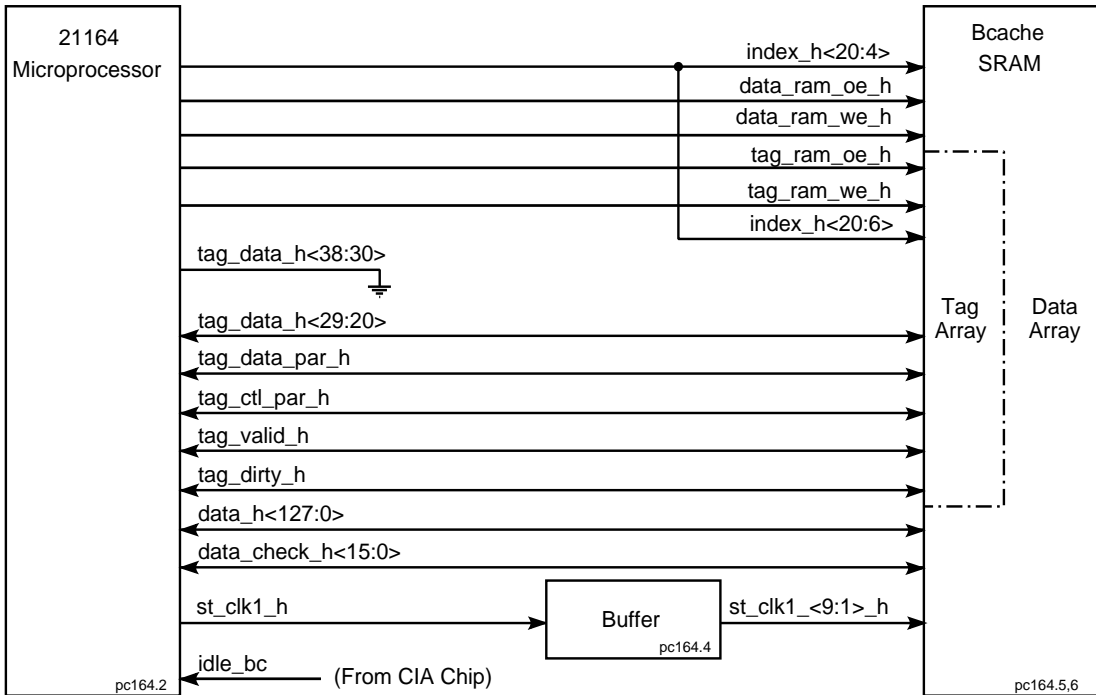 21164
Microprocessor
Bcache
SRAM
index_h<20:4>
data_ram_oe_h
data_ram_we_h
tag_ram_oe_h
tag_ram_we_h
index_h<20:6>
tag_data_h<38:30>
tag_data_h<29:20>
Tag
Array
Data
Array
tag_data_par_h
tag_ctl_par_h
tag_valid_h
tag_dirty_h
data_h<127:0>
data_check_h<15:0>
st_clk1_h
Buffer
pc164.4
st_clk1_<9:1>_h
idle_bc
(From CIA Chip)
pc164.2
pc164.5,6